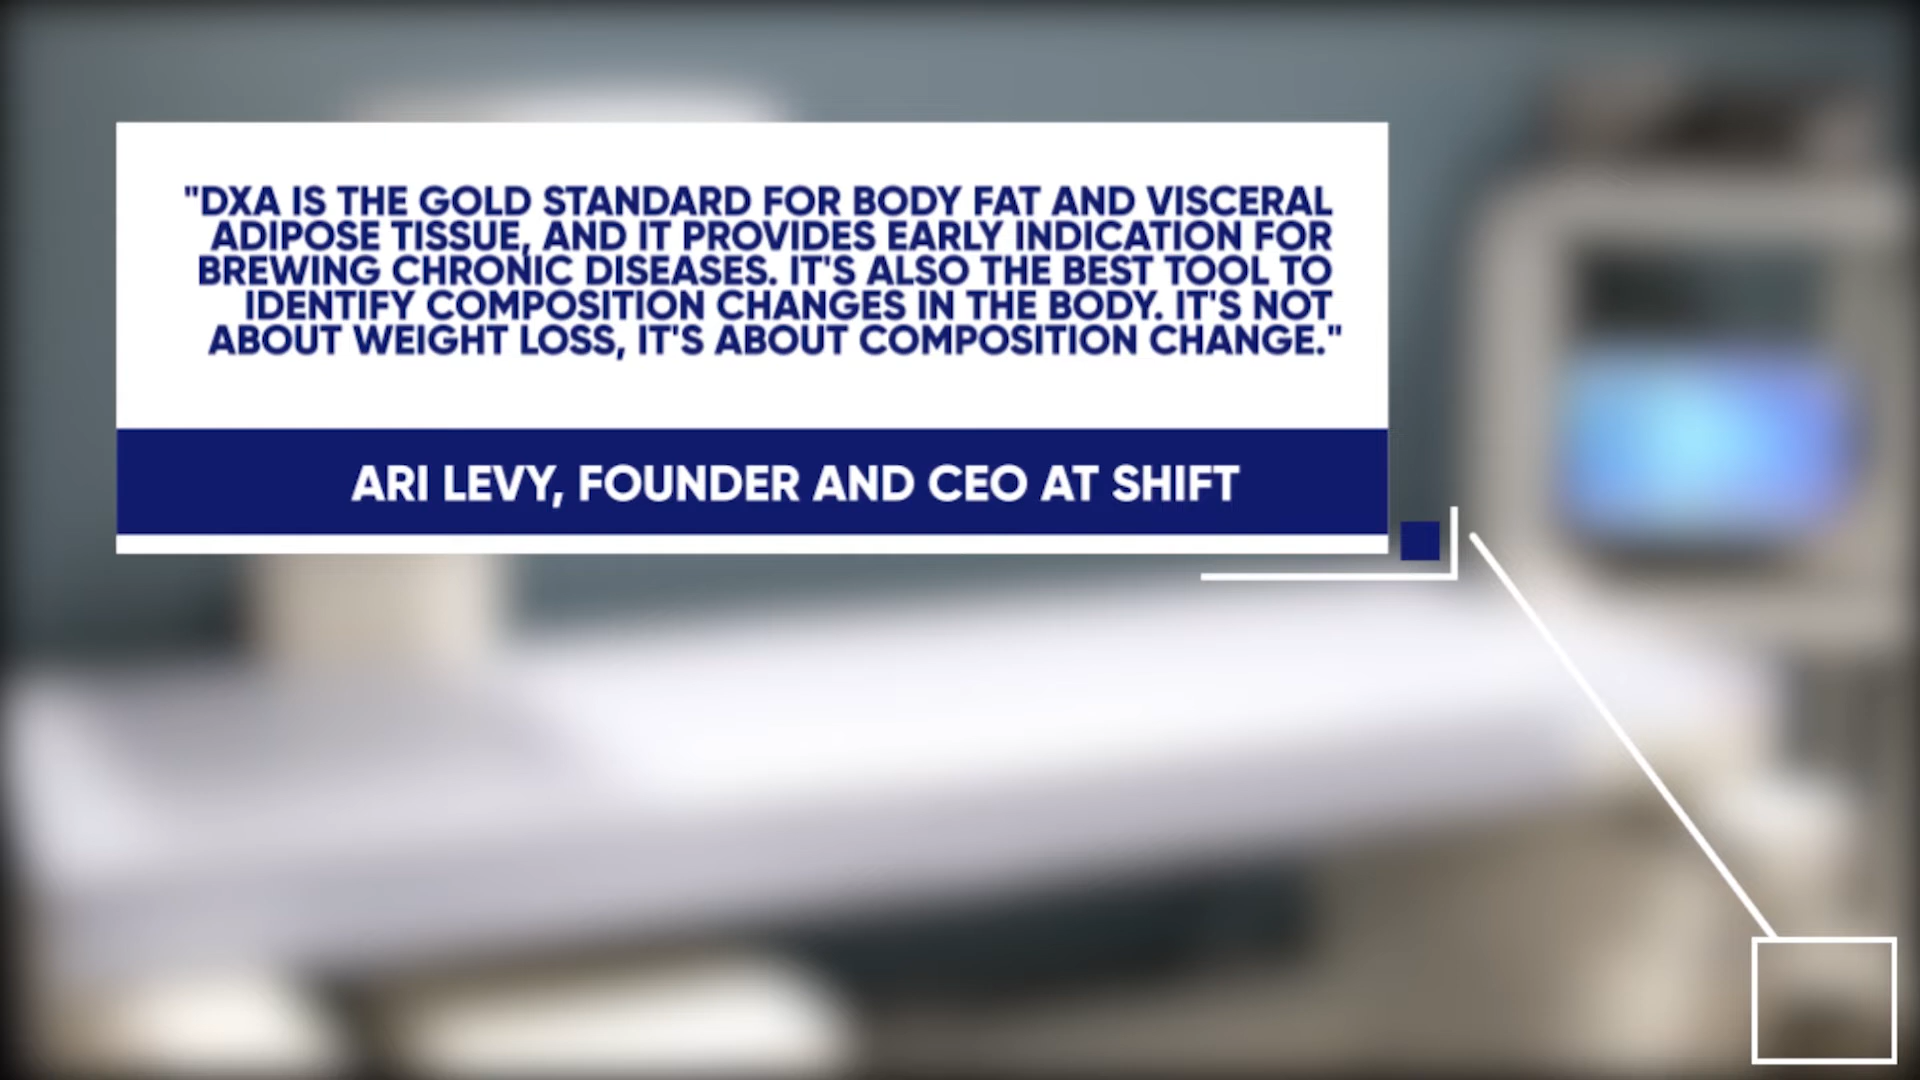 "DXA IS THE GOLD STANDARD FOR BODY FAT AND VISCERAL
ADIPOSE TISSUE, AND IT PROVIDES EARLY INDICATION FOR
BREWING CHRONIC DISEASES. IT'S ALSO THE BEST TOOL TO
IDENTIFY COMPOSITION CHANGES IN THE BODY. IT'S NOT
ABOUT WEIGHT LOSS, IT'S ABOUT COMPOSITION CHANGE."
ARI LEVY, FOUNDER AND CEO AT SHIFT